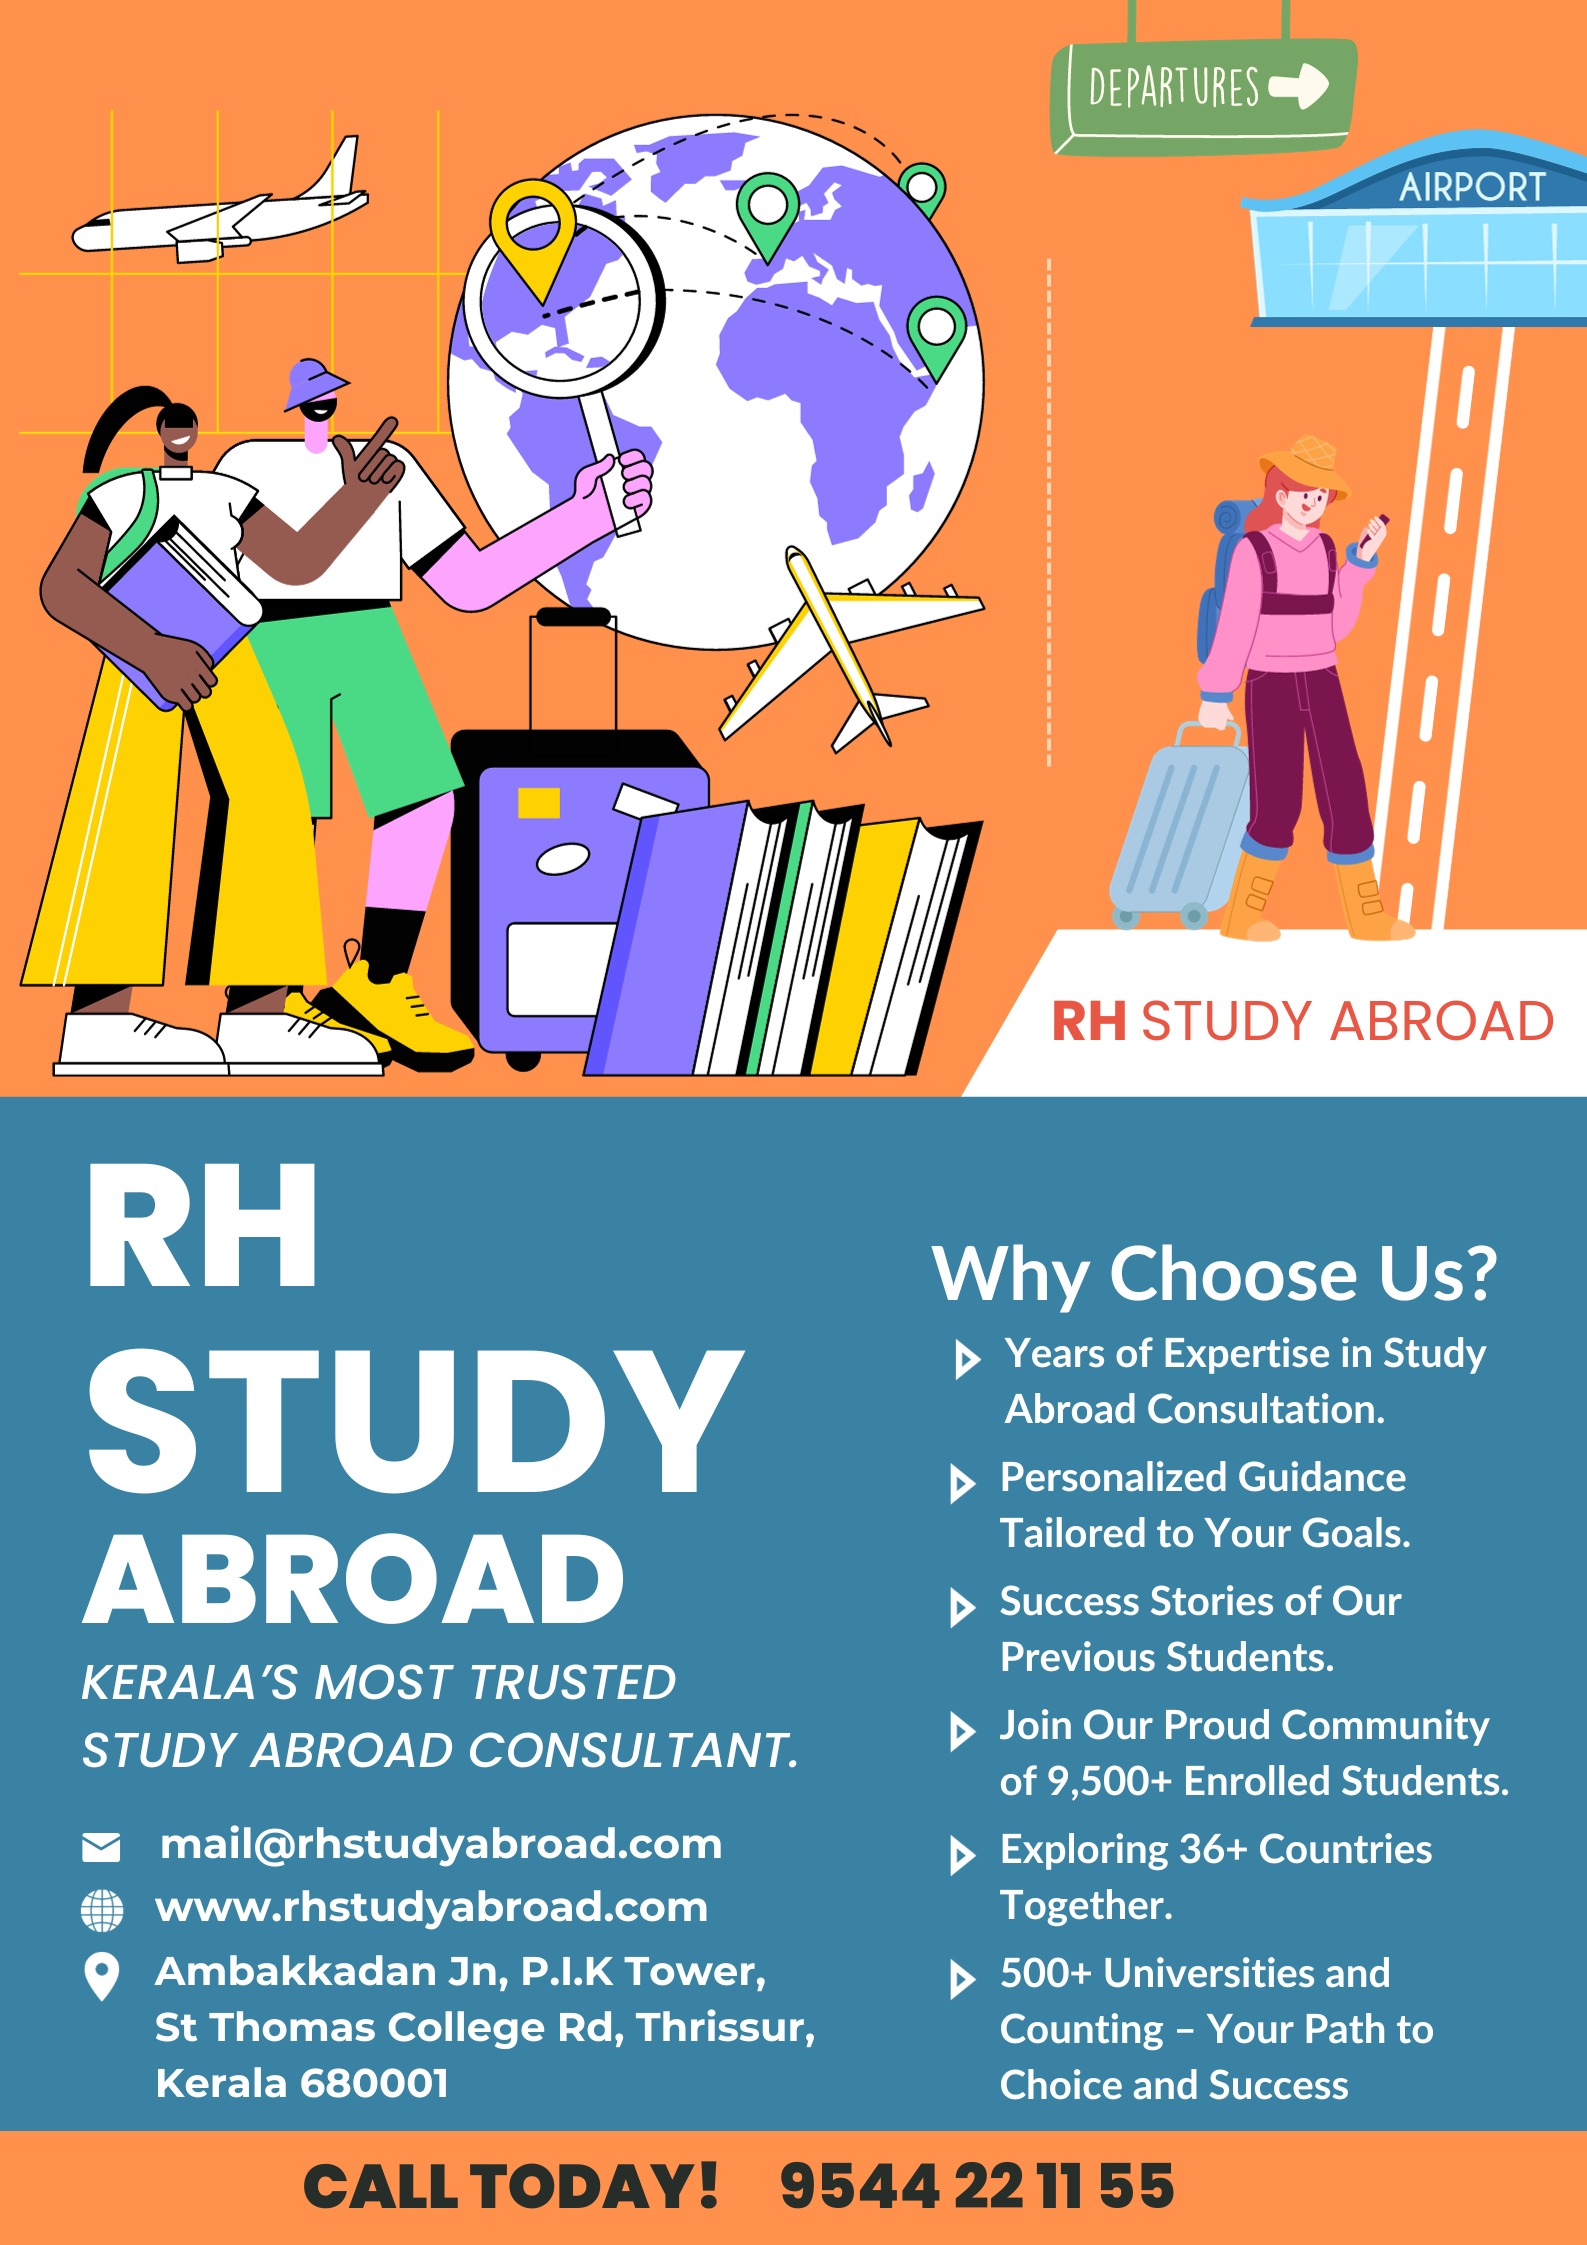 DEPARTURES
AIRPORT
RH STUDY ABROAD
RH
STUDY
ABROAD
KERALA’S MOST TRUSTED
STUDY ABROAD CONSULTANT.
mail@rhstudyabroad.com
www.rhstudyabroad.com
Ambakkadan Jn, P.I.K Tower,
St Thomas College Rd, Thrissur,
Kerala 680001
Why Choose Us?
Years of Expertise in Study
Abroad Consultation.
Personalized Guidance
Tailored to Your Goals.
Success Stories of Our
Previous Students.
Join Our Proud Community
of 9,500+ Enrolled Students.
Exploring 36+ Countries
Together.
500+ Universities and
Counting – Your Path to
Choice and Success
CALL TODAY! 9544 22 11 55